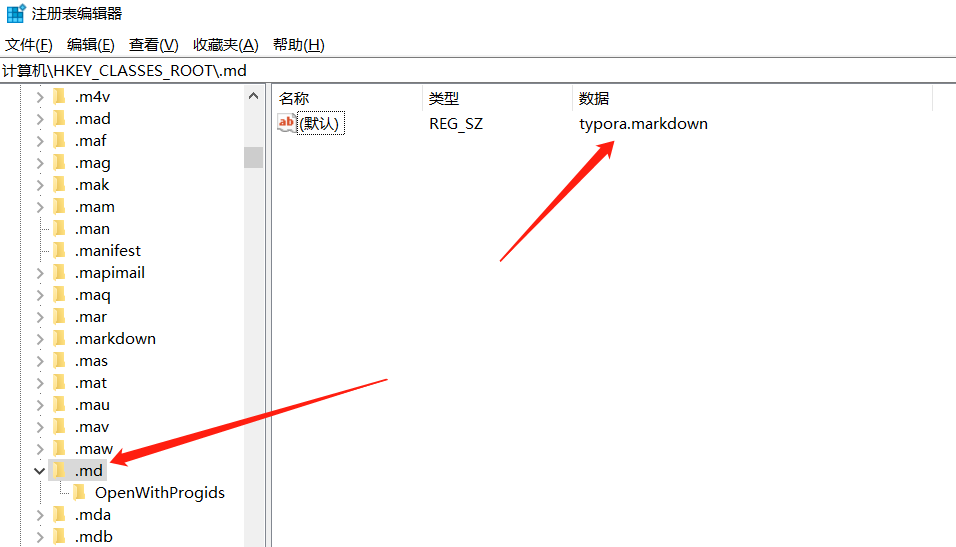 注册表编辑器
文件(F) 编辑(E) 查看(V) 收藏夹(A) 帮助(H)
计算机\HKEY_CLASSES_ROOT\.md
.m4v
.mad
.maf
.mag
.mak
.mam
.man
.manifest
.mapimail
.maq
.mar
.markdown
.mas
.mat
.mau
.mav
.maw
.md
OpenWithProgids
.mda
.mdb
名称 类型 数据
ab (默认) REG_SZ typora.markdown